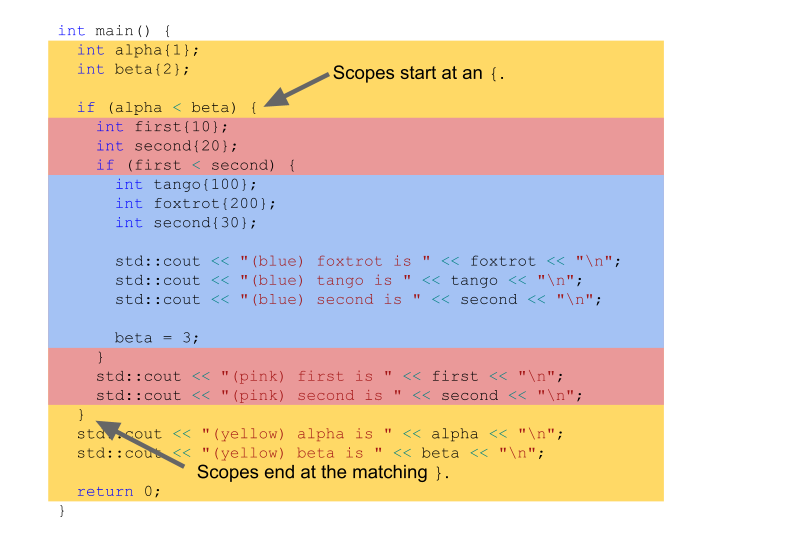 int main() {
  int alpha{1};
  int beta{2};
Scopes start at an {.
  if (alpha < beta) {
    int first{10};
    int second{20};
    if (first < second) {
      int tango{100};
      int foxtrot{200};
      int second{30};
      std::cout << "(blue) foxtrot is " << foxtrot << "\n";
      std::cout << "(blue) tango is " << tango << "\n";
      std::cout << "(blue) second is " << second << "\n";
      beta = 3;
    }
    std::cout << "(pink) first is " << first << "\n";
    std::cout << "(pink) second is " << second << "\n";
  }
  std::cout << "(yellow) alpha is " << alpha << "\n";
  std::cout << "(yellow) beta is " << beta << "\n";
Scopes end at the matching }.
  return 0;
}